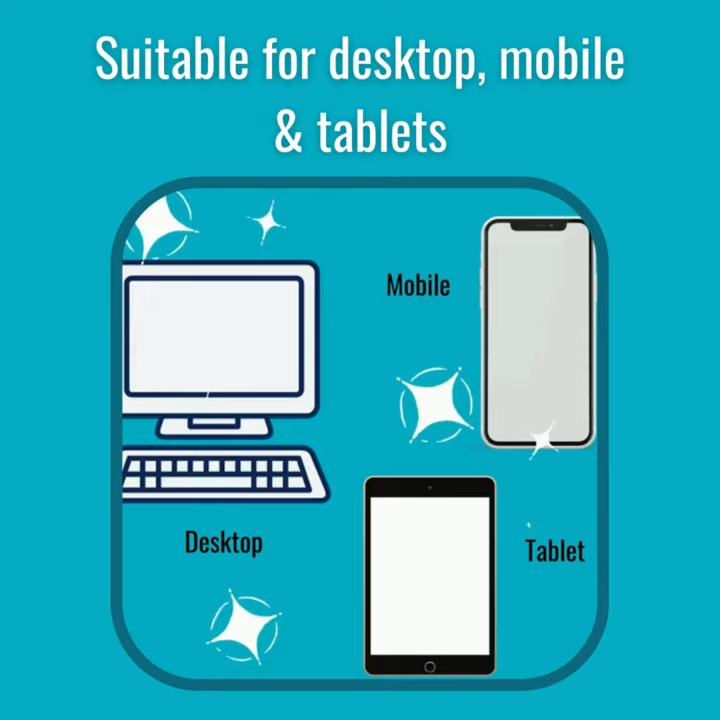 Suitable for desktop, mobile
& tablets
Mobile
Desktop
Tablet